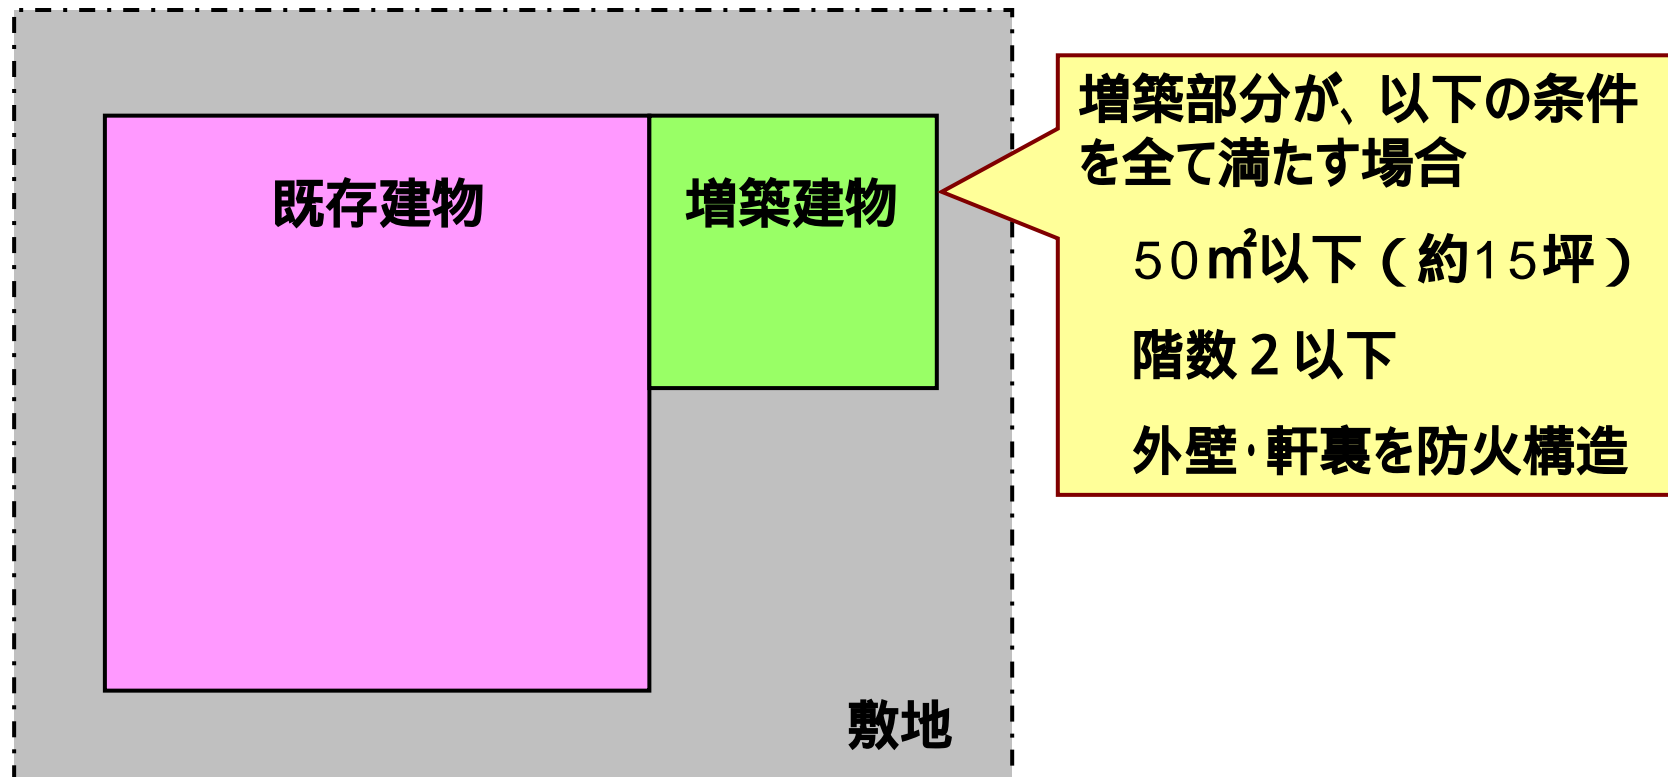 既存建物
増築建物
増築部分が、以下の条件
を全て満たす場合
50㎡以下（約15坪）
階数２以下
外壁・軒裏を防火構造
敷地